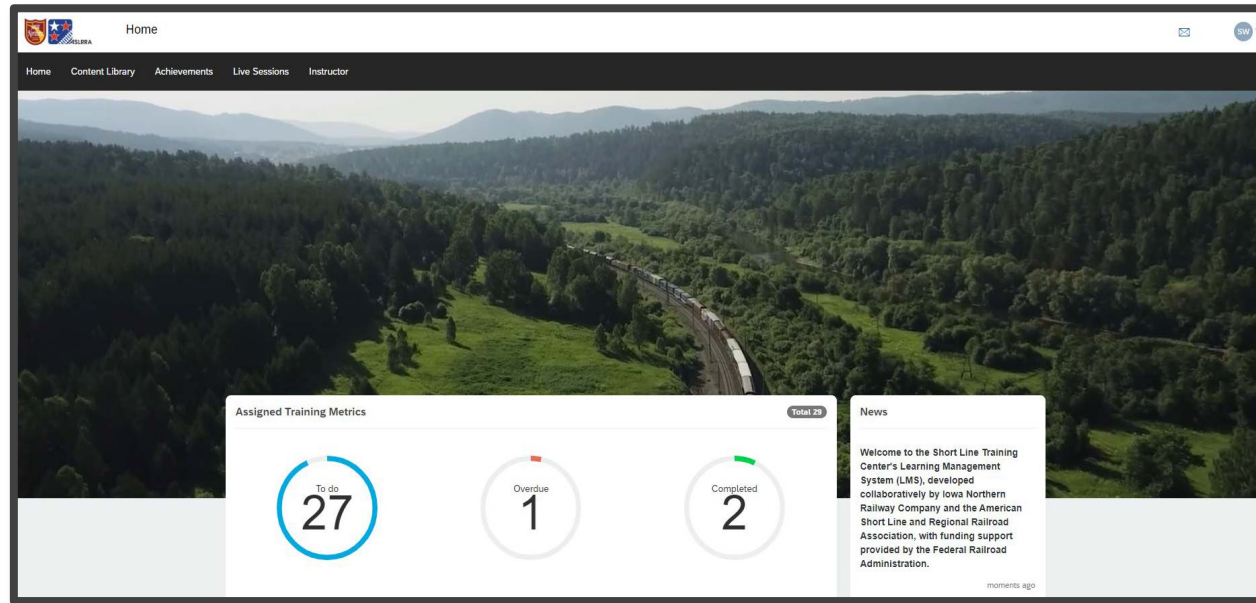 ASLRRA
Home
SW
Home Content Library Achievements Live Sessions Instructor
Assigned Training Metrics
Total 29
To do
27
Overdue
1
Completed
2
News
Welcome to the Short Line Training
Center's Learning Management
System (LMS), developed
collaboratively by Iowa Northern
Railway Company and the American
Short Line and Regional Railroad
Association, with funding support
provided by the Federal Railroad
Administration.
moments ago